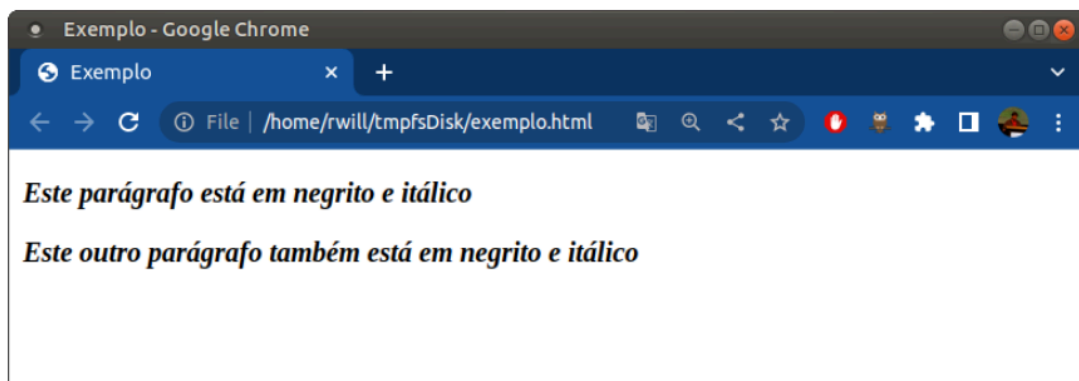 Exemplo - Google Chrome
Exemplo
File | /home/rwill/tmpfsDisk/exemplo.html
Este parágrafo está em negrito e itálico
Este outro parágrafo também está em negrito e itálico